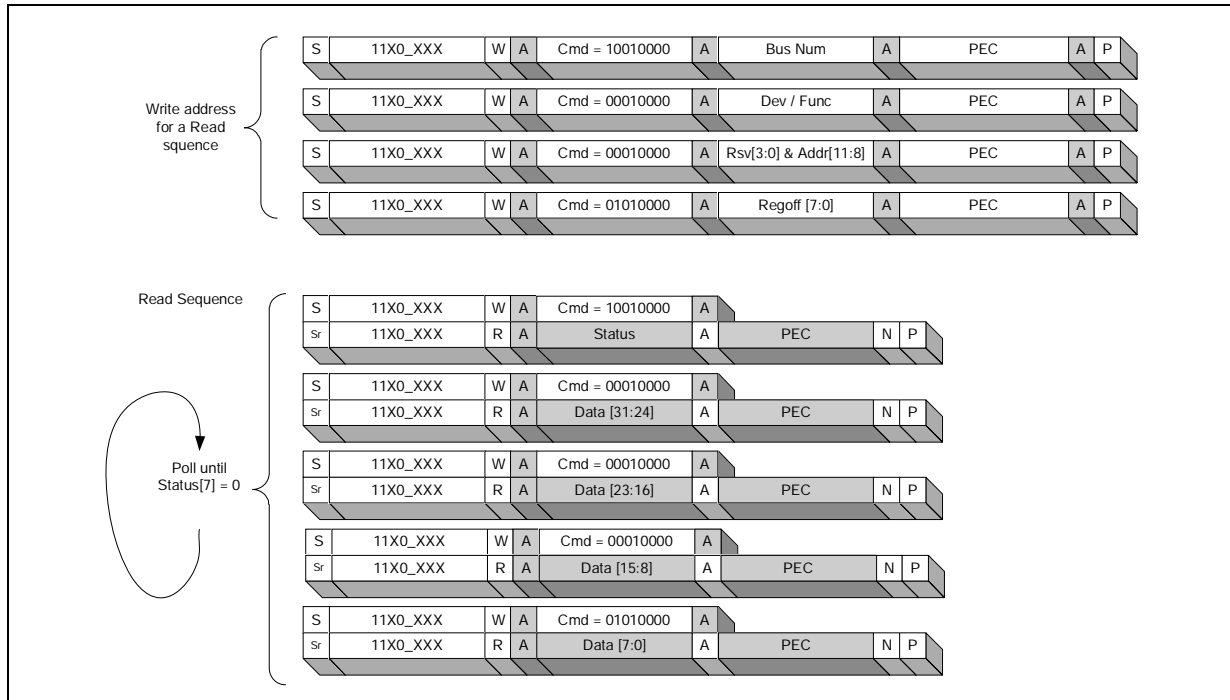 S 11X0_XXX W A Cmd = 10010000 A Bus Num A PEC A P
S 11X0_XXX W A Cmd = 00010000 A Dev / Func A PEC A P
Write address
for a Read
squence
S 11X0_XXX W A Cmd = 00010000 A Rsv[3:0] & Addr[11:8] A PEC A P
S 11X0_XXX W A Cmd = 01010000 A Regoff [7:0] A PEC A P
Read Sequence
S 11X0_XXX W A Cmd = 10010000 A
Sr 11X0_XXX R A Status A PEC N P
S 11X0_XXX W A Cmd = 00010000 A
Sr 11X0_XXX R A Data [31:24] A PEC N P
Poll until
Status[7] = 0
S 11X0_XXX W A Cmd = 00010000 A
Sr 11X0_XXX R A Data [23:16] A PEC N P
S 11X0_XXX W A Cmd = 00010000 A
Sr 11X0_XXX R A Data [15:8] A PEC N P
S 11X0_XXX W A Cmd = 01010000 A
Sr 11X0_XXX R A Data [7:0] A PEC N P